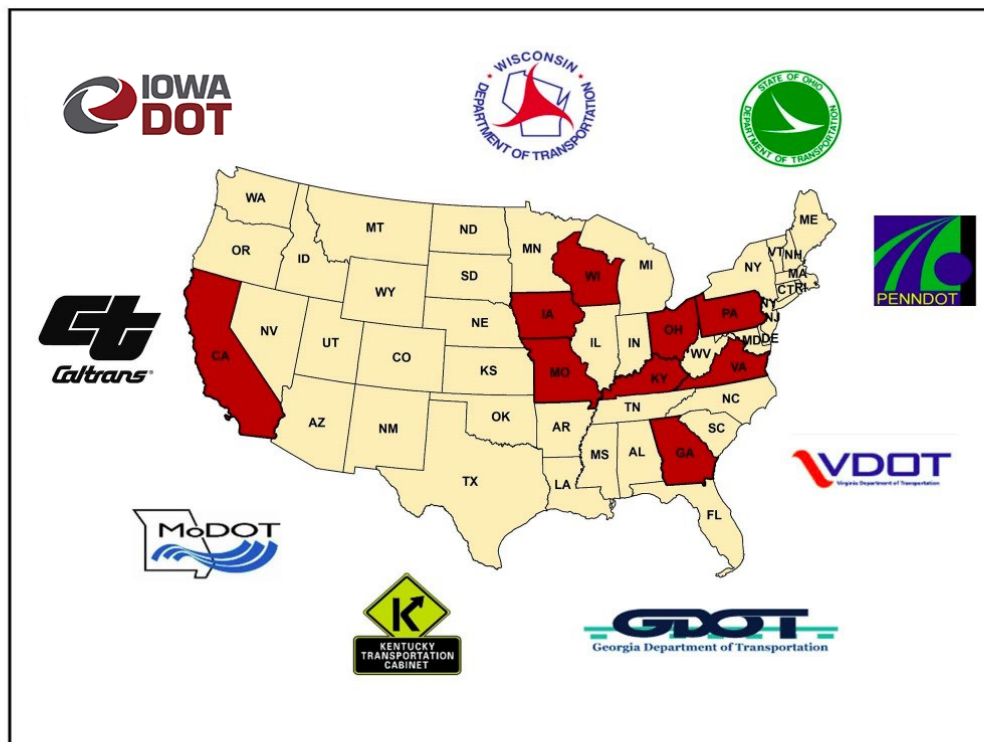 IOWA
DOT
WISCONSIN
DEPARTMENT OF TRANSPORTATION
STATE OF OHIO
DEPARTMENT OF TRANSPORTATION
WA
MT
ND
MN
ME
OR
ID
SD
WI
MI
NY
VT
NH
MA
CT
RI
PENNDOT
WY
IA
PA
NY
NJ
NV
NE
OH
MD
DE
Ct
Caltrans
CA
UT
CO
IL
IN
WV
VA
KS
MO
KY
AZ
NM
OK
AR
TN
NC
SC
MS
AL
GA
VDOT
Virginia Department of Transportation
TX
LA
FL
MoDOT
K
KENTUCKY
TRANSPORTATION
CABINET
GDOT
Georgia Department of Transportation